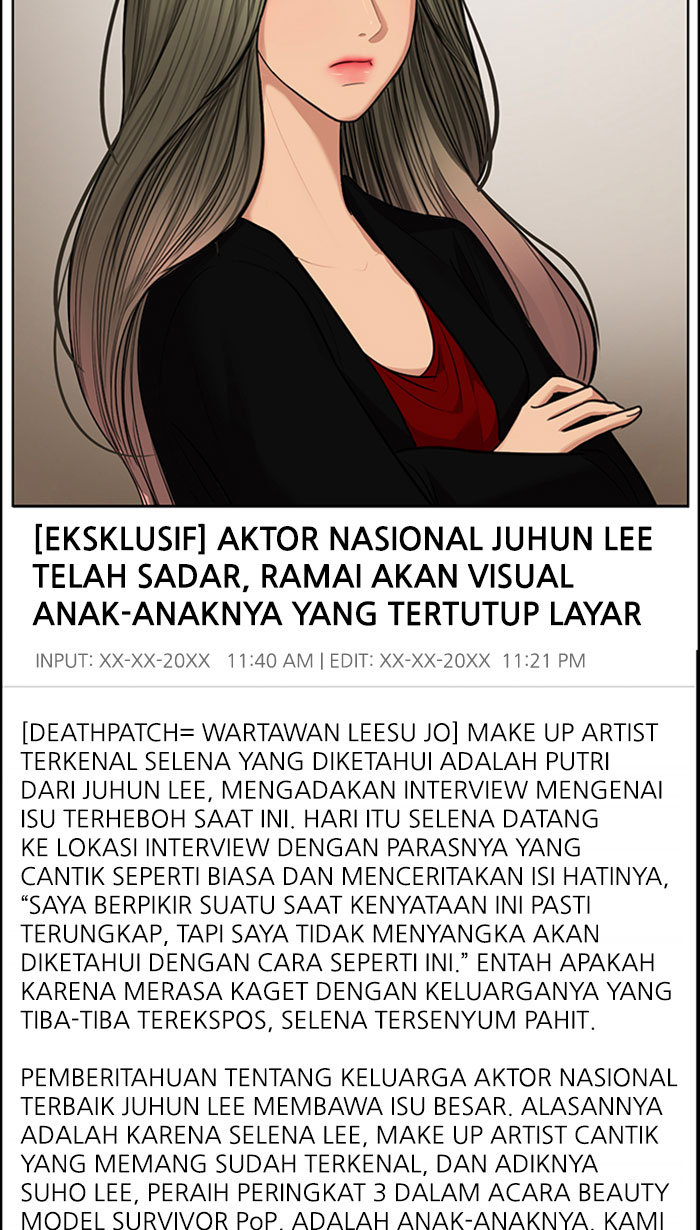 [EKSKLUSIF] AKTOR NASIONAL JUHUN LEE
TELAH SADAR, RAMAI AKAN VISUAL
ANAK-ANAKNYA YANG TERTUTUP LAYAR
INPUT: XX-XX-20XX 11:40 AM | EDIT: XX-XX-20XX 11:21 PM
[DEATHPATCH= WARTAWAN LEESU JO] MAKE UP ARTIST
TERKENAL SELENA YANG DIKETAHUI ADALAH PUTRI
DARI JUHUN LEE, MENGADAKAN INTERVIEW MENGENAI
ISU TERHEBOH SAAT INI. HARI ITU SELENA DATANG
KE LOKASI INTERVIEW DENGAN PARASNYA YANG
CANTIK SEPERTI BIASA DAN MENCERITAKAN ISI HATINYA,
“SAYA BERPIKIR SUATU SAAT KENYATAAN INI PASTI
TERUNGKAP, TAPI SAYA TIDAK MENYANGKA AKAN
DIKETAHUI DENGAN CARA SEPERTI INI.” ENTAH APAKAH
KARENA MERASA KAGET DENGAN KELUARGANYA YANG
TIBA-TIBA TEREKSPOS, SELENA TERSENYUM PAHIT.
PEMBERITAHUAN TENTANG KELUARGA AKTOR NASIONAL
TERBAIK JUHUN LEE MEMBAWA ISU BESAR. ALASANNYA
ADALAH KARENA SELENA LEE, MAKE UP ARTIST CANTIK
YANG MEMANG SUDAH TERKENAL, DAN ADIKNYA
SUHO LEE, PERAIH PERINGKAT 3 DALAM ACARA BEAUTY
MODEL SURVIVOR PoP, ADALAH ANAK-ANAKNYA. KAMI